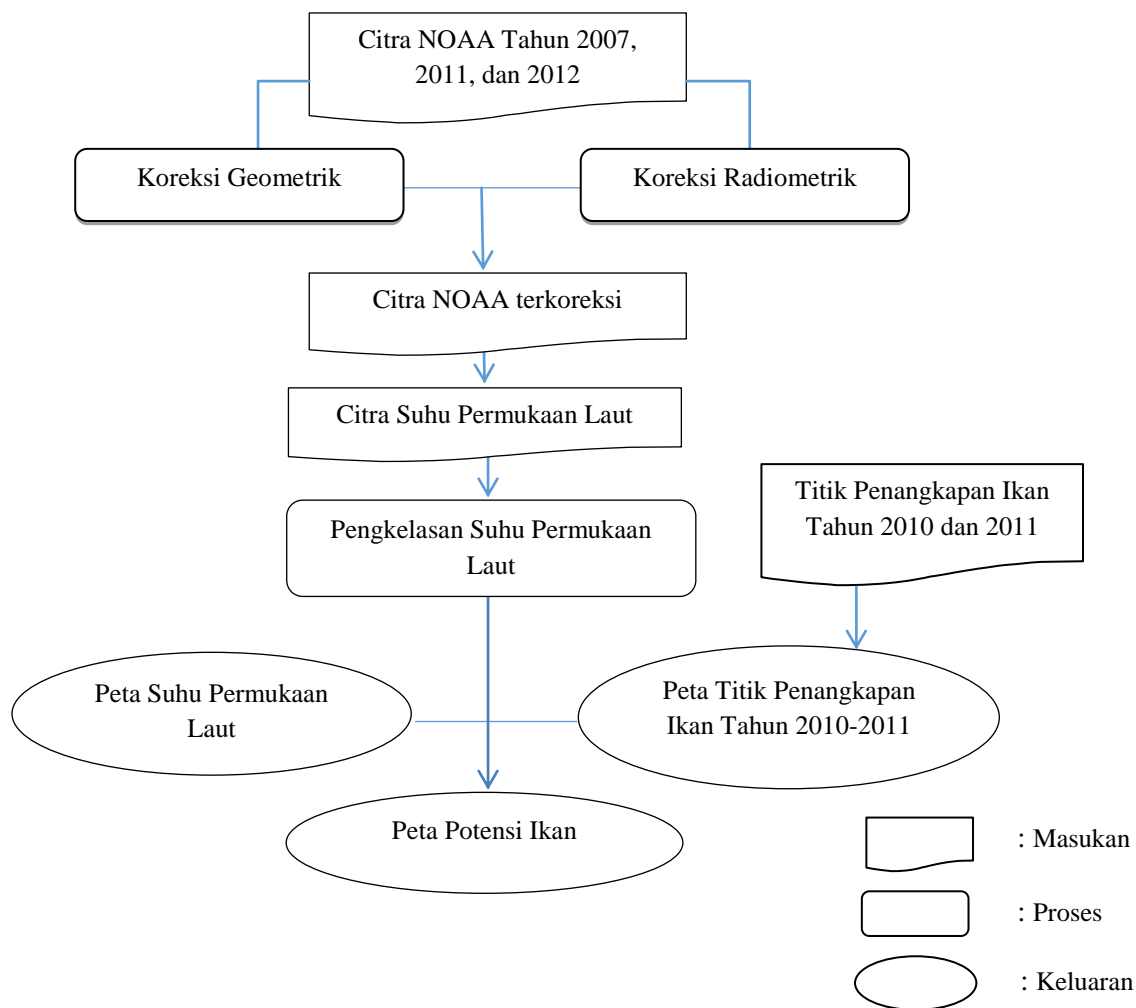 Citra NOAA Tahun 2007,
2011, dan 2012
Koreksi Geometrik
Koreksi Radiometrik
Citra NOAA terkoreksi
Citra Suhu Permukaan Laut
Pengkelasan Suhu Permukaan
Laut
Titik Penangkapan Ikan
Tahun 2010 dan 2011
Peta Suhu Permukaan
Laut
Peta Titik Penangkapan
Ikan Tahun 2010-2011
Peta Potensi Ikan
: Masukan
: Proses
: Keluaran